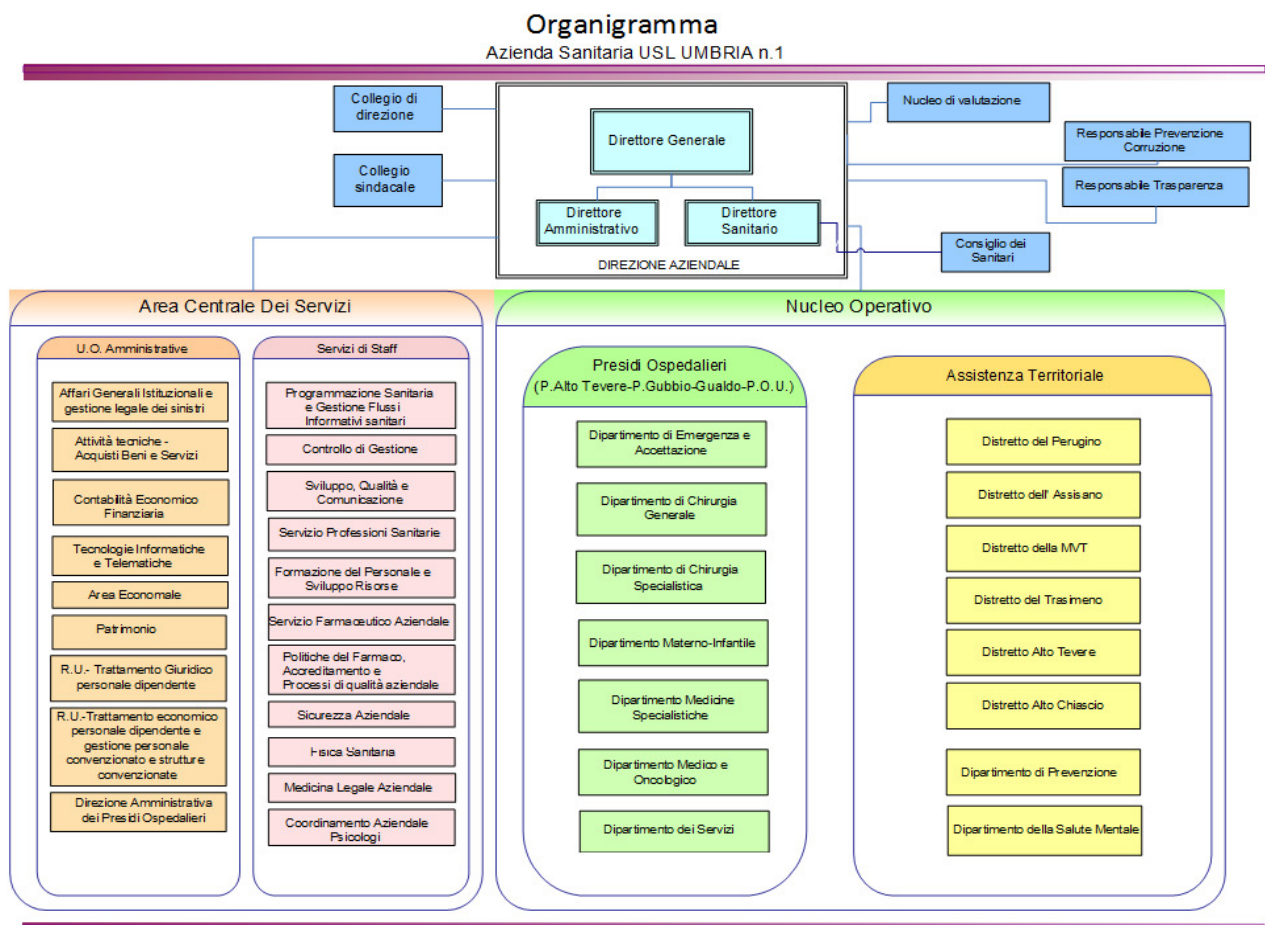 Organigramma
Azienda Sanitaria USL UMBRIA n.1
Collegio di
direzione
Collegio
sindacale
Direttore Generale
Direttore
Amministrativo
Direttore
Sanitario
DIREZIONE AZIENDALE
Nucleo di valutazione
Responsabile Prevenzione
Corruzione
Responsabile Trasparenza
Consiglio dei
Sanitari
Area Centrale Dei Servizi
U.O. Amministrative
Affari Generali Istituzionali e
gestione legale dei sinistri
Attività tecniche -
Acquisti Beni e Servizi
Contabilità Economico
Finanziaria
Tecnologie Informatiche
e Telematiche
Area Economale
Patrimonio
R.U.- Trattamento Giuridico
personale dipendente
R.U.-Trattamento economico
personale dipendente e
gestione personale
convenzionato e strutture
convenzionate
Direzione Amministrativa
dei Presidi Ospedalieri
Servizi di Staff
Programmazione Sanitaria
e Gestione Flussi
Informativi sanitari
Controllo di Gestione
Sviluppo, Qualità e
Comunicazione
Servizio Professioni Sanitarie
Formazione del Personale e
Sviluppo Risorse
Servizio Farmaceutico Aziendale
Politiche del Farmaco,
Accreditamento e
Processi di qualità aziendale
Sicurezza Aziendale
Fisica Sanitaria
Medicina Legale Aziendale
Coordinamento Aziendale
Psicologi
Nucleo Operativo
Presidi Ospedalieri
(P.Alto Tevere-P.Gubbio-Gualdo-P.O.U.)
Dipartimento di Emergenza e
Accettazione
Dipartimento di Chirurgia
Generale
Dipartimento di Chirurgia
Specialistica
Dipartimento Materno-Infantile
Dipartimento Medicine
Specialistiche
Dipartimento Medico e
Oncologico
Dipartimento dei Servizi
Assistenza Territoriale
Distretto del Perugino
Distretto dell' Assisano
Distretto della MVT
Distretto del Trasimeno
Distretto Alto Tevere
Distretto Alto Chiascio
Dipartimento di Prevenzione
Dipartimento della Salute Mentale